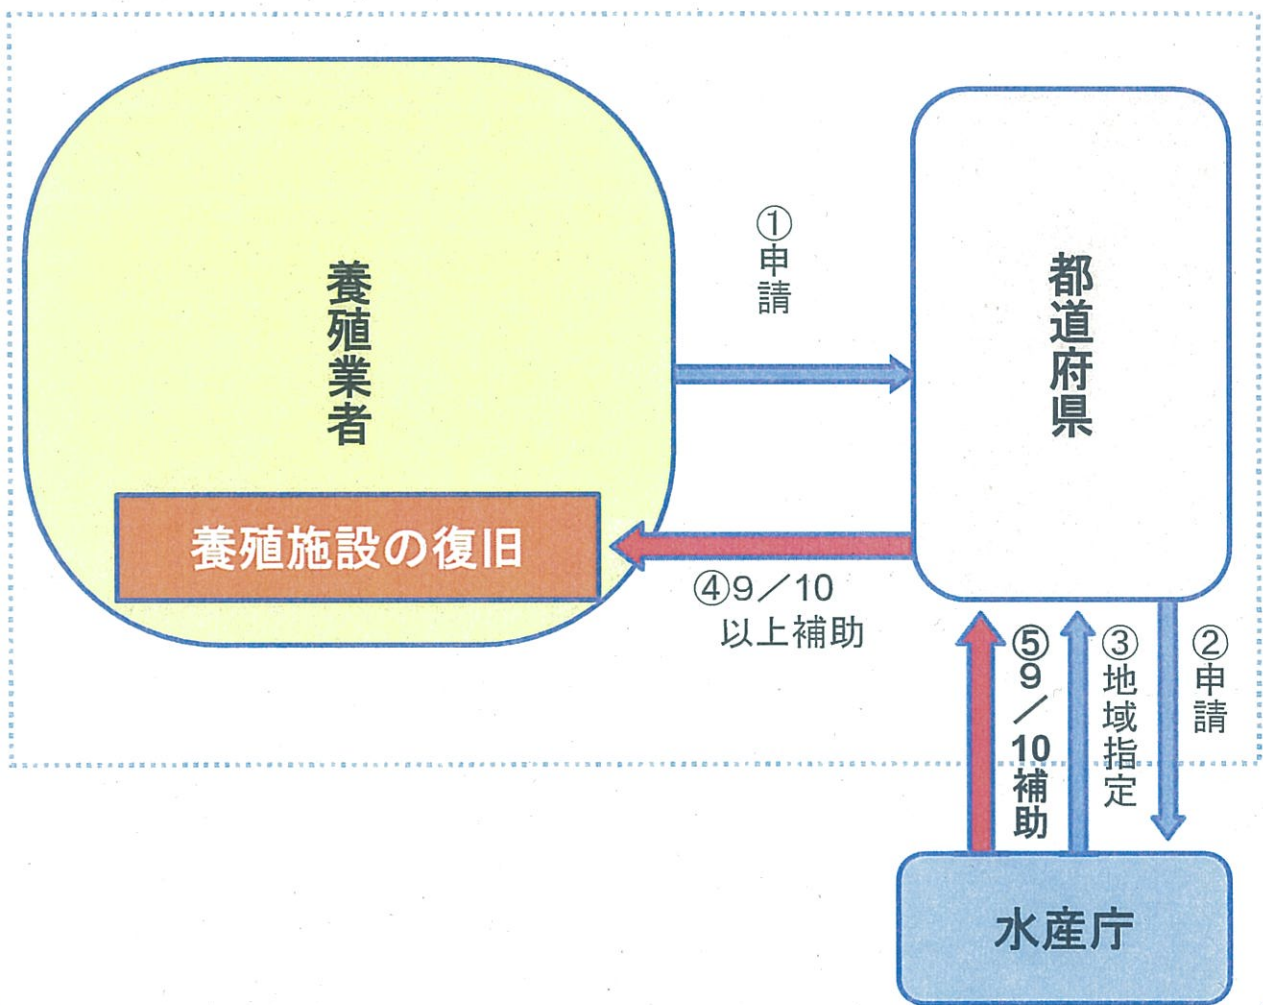 養殖業者
①申請
都道府県
養殖施設の復旧
④9／10
以上補助
⑤9／10補助
③地域指定
②申請
水産庁